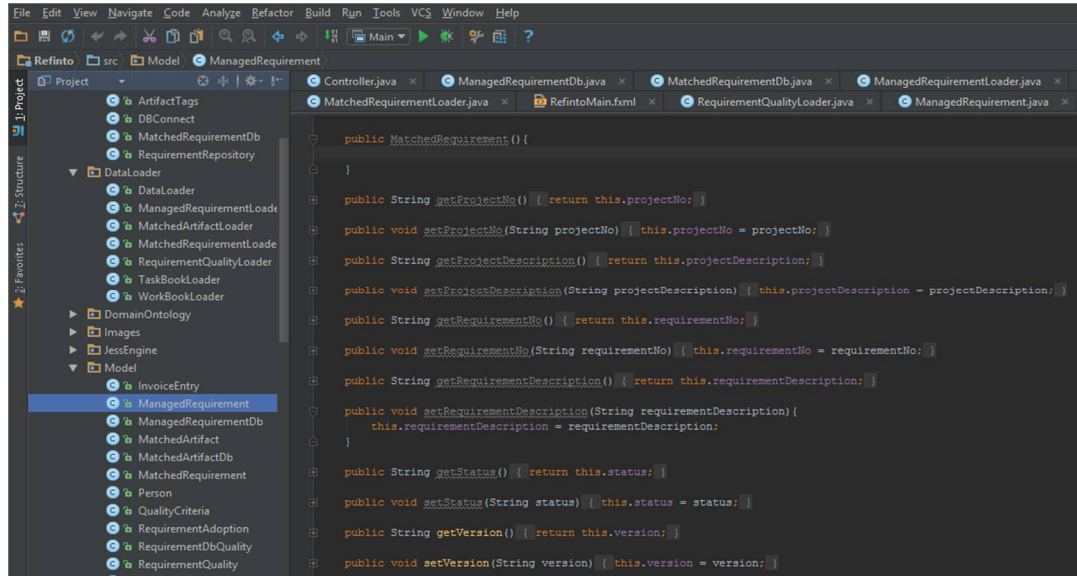 File Edit View Navigate Code Analyze Refactor Build Run Tools VCS Window Help
Main
Refinto src Model ManagedRequirement
1: Project
Z: Structure
2: Favorites
Project
ArtifactTags
DBConnect
MatchedRequirementDb
RequirementRepository
DataLoader
DataLoader
ManagedRequirementLoade
MatchedArtifactLoader
MatchedRequirementLoade
RequirementQualityLoader
TaskBookLoader
WorkBookLoader
DomainOntology
Images
JessEngine
Model
InvoiceEntry
ManagedRequirement
ManagedRequirementDb
MatchedArtifact
MatchedArtifactDb
MatchedRequirement
Person
QualityCriteria
RequirementAdoption
RequirementDbQuality
RequirementQuality
Controller.java ManagedRequirementDb.java MatchedRequirementDb.java ManagedRequirementLoader.java
MatchedRequirementLoader.java RefintoMain.fxml RequirementQualityLoader.java ManagedRequirement.java
public MatchedRequirement(){
}
public String getProjectNo() { return this.projectNo; }
public void setProjectNo(String projectNo) { this.projectNo = projectNo; }
public String getProjectDescription() { return this.projectDescription; }
public void setProjectDescription(String projectDescription) { this.projectDescription = projectDescription; }
public String getRequirementNo() { return this.requirementNo; }
public void setRequirementNo(String requirementNo) { this.requirementNo = requirementNo; }
public String getRequirementDescription() { return this.requirementDescription; }
public void setRequirementDescription(String requirementDescription){
this.requirementDescription = requirementDescription;
}
public String getStatus() { return this.status; }
public void setStatus(String status) { this.status = status; }
public String getVersion() { return this.version; }
public void setVersion(String version) { this.version = version; }